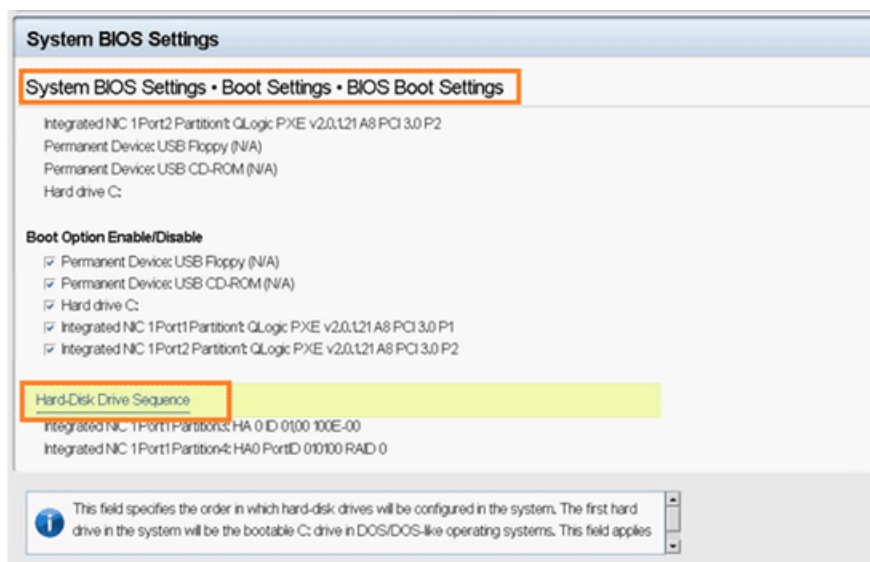 System BIOS Settings
System BIOS Settings • Boot Settings • BIOS Boot Settings
Integrated NIC 1 Port2 Partition1: QLogic PXE v2.0.1.21 A8 PCI 3.0 P2
Permanent Device: USB Floppy (N/A)
Permanent Device: USB CD-ROM (N/A)
Hard drive C:
Boot Option Enable/Disable
Permanent Device: USB Floppy (N/A)
Permanent Device: USB CD-ROM (N/A)
Hard drive C:
Integrated NIC 1 Port1 Partition1: QLogic PXE v2.0.1.21 A8 PCI 3.0 P1
Integrated NIC 1 Port2 Partition1: QLogic PXE v2.0.1.21 A8 PCI 3.0 P2
Hard-Disk Drive Sequence
Integrated NIC 1 Port1 Partition3: HA 0 ID 01,00 100E-00
Integrated NIC 1 Port1 Partition4: HA0 PortID 010100 RAID 0
This field specifies the order in which hard-disk drives will be configured in the system. The first hard
drive in the system will be the bootable C: drive in DOS/DOS-like operating systems. This field applies